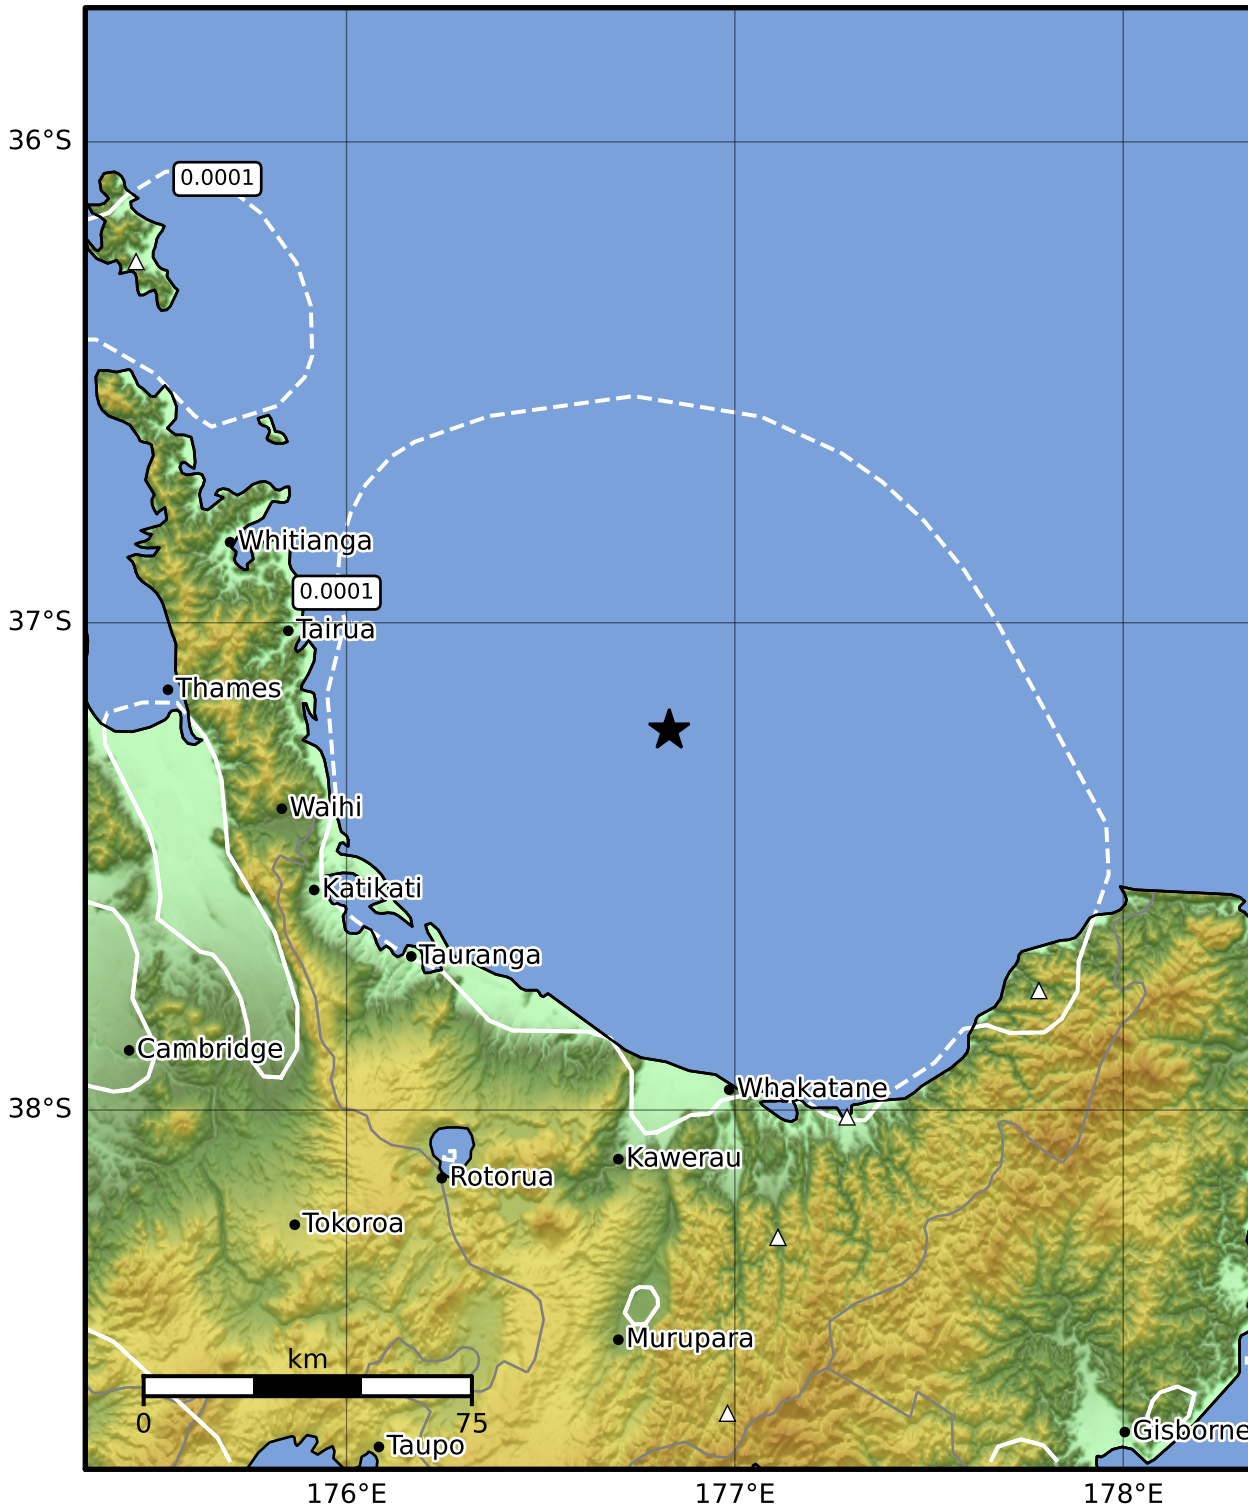 36°S
0.0001
Whitianga
0.0001
37°S
Tairua
Thames
Waihi
Katikati
Tauranga
Cambridge
Whakatane
38°S
Kawerau
Rotorua
Tokoroa
Murupara
km
0 75
Gisborne
Taupo
176°E 177°E 178°E